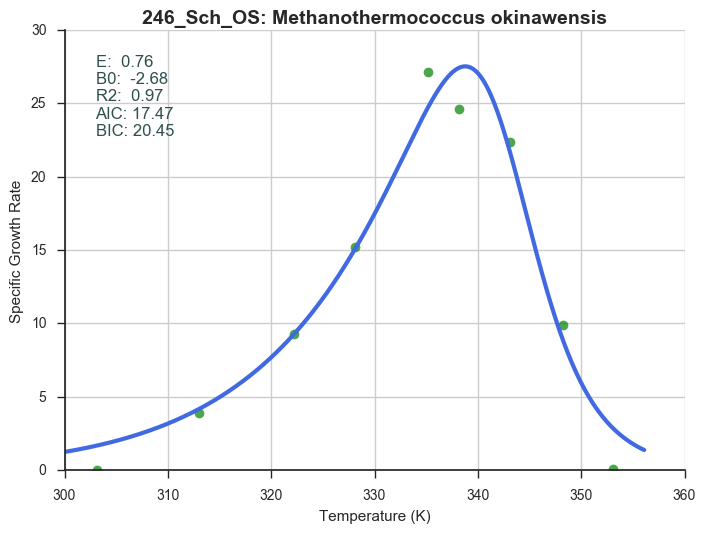 246_Sch_OS: Methanothermococcus okinawensis
30
25
20
15
10
5
0
Specific Growth Rate
E: 0.76
B0: -2.68
R2: 0.97
AIC: 17.47
BIC: 20.45
300 310 320 330 340 350 360
Temperature (K)